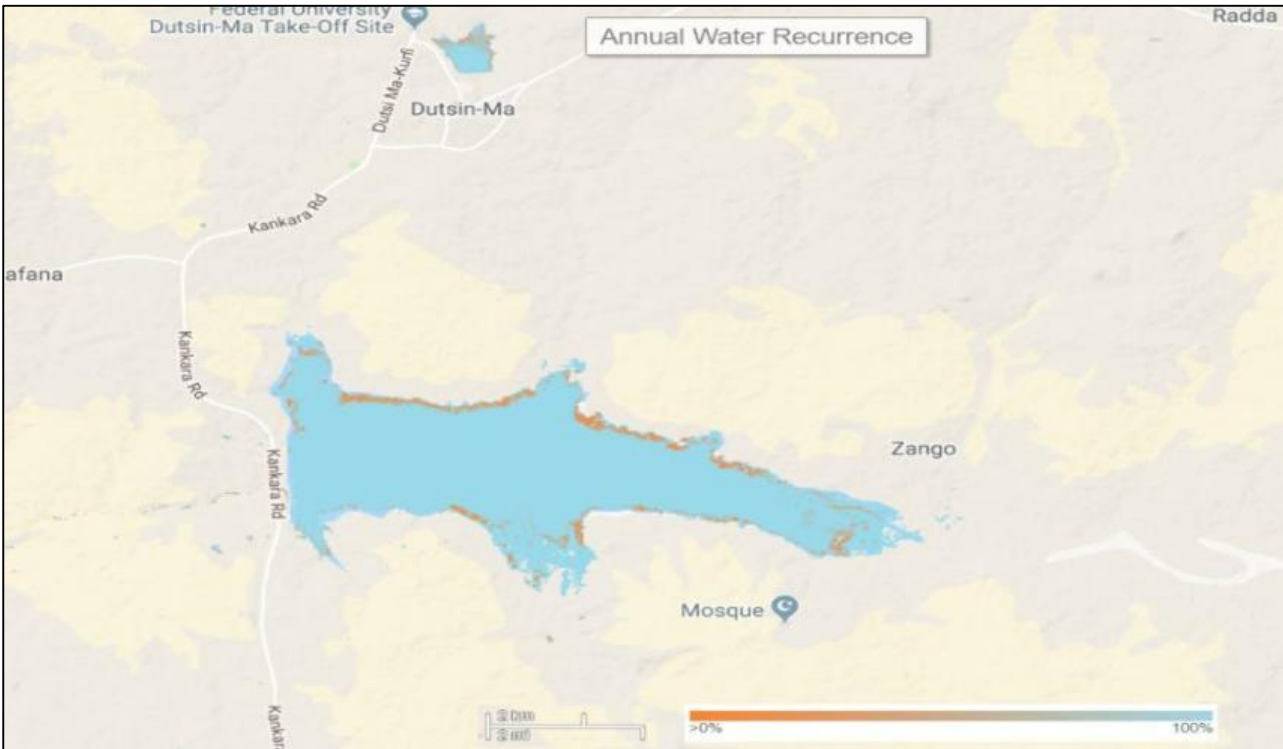 Federal University
Dutsin-Ma Take-Off Site
Annual Water Recurrence
Radda
Dutsi Ma-Kurfi
Dutsin-Ma
Kankara Rd
afana
Kankara Rd
Kankara Rd
Zango
Mosque
Kankara
>0%
100%